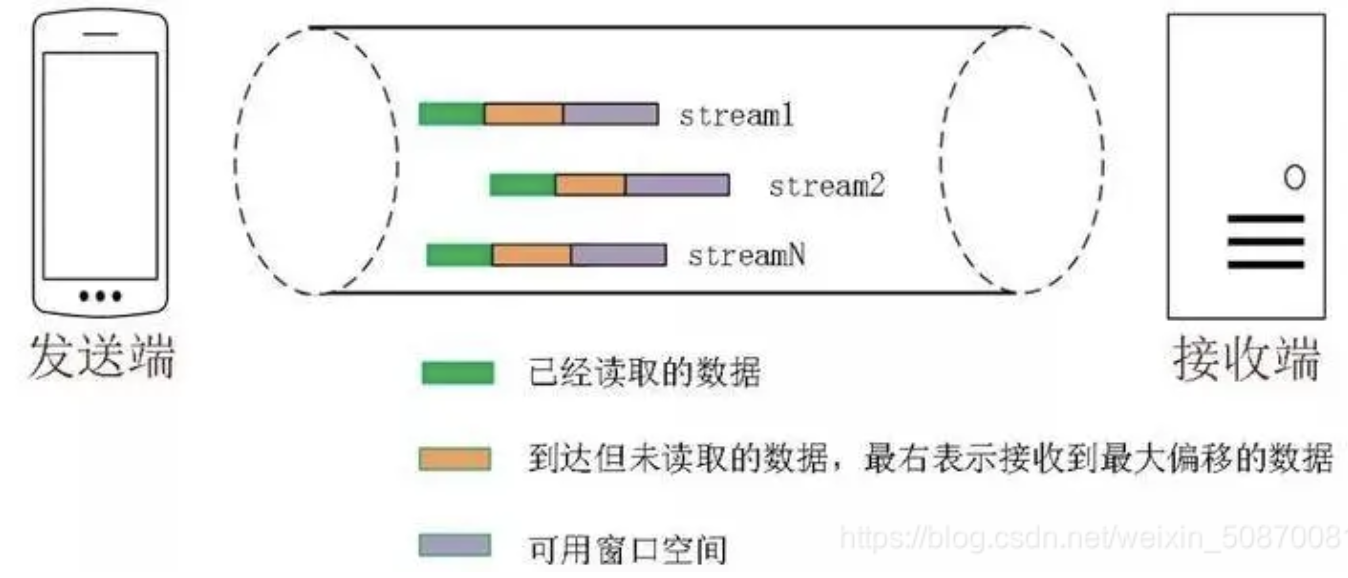 stream1
stream2
streamN
发送端
接收端
已经读取的数据
到达但未读取的数据，最右表示接收到最大偏移的数据
可用窗口空间
https://blog.csdn.net/weixin_5087008